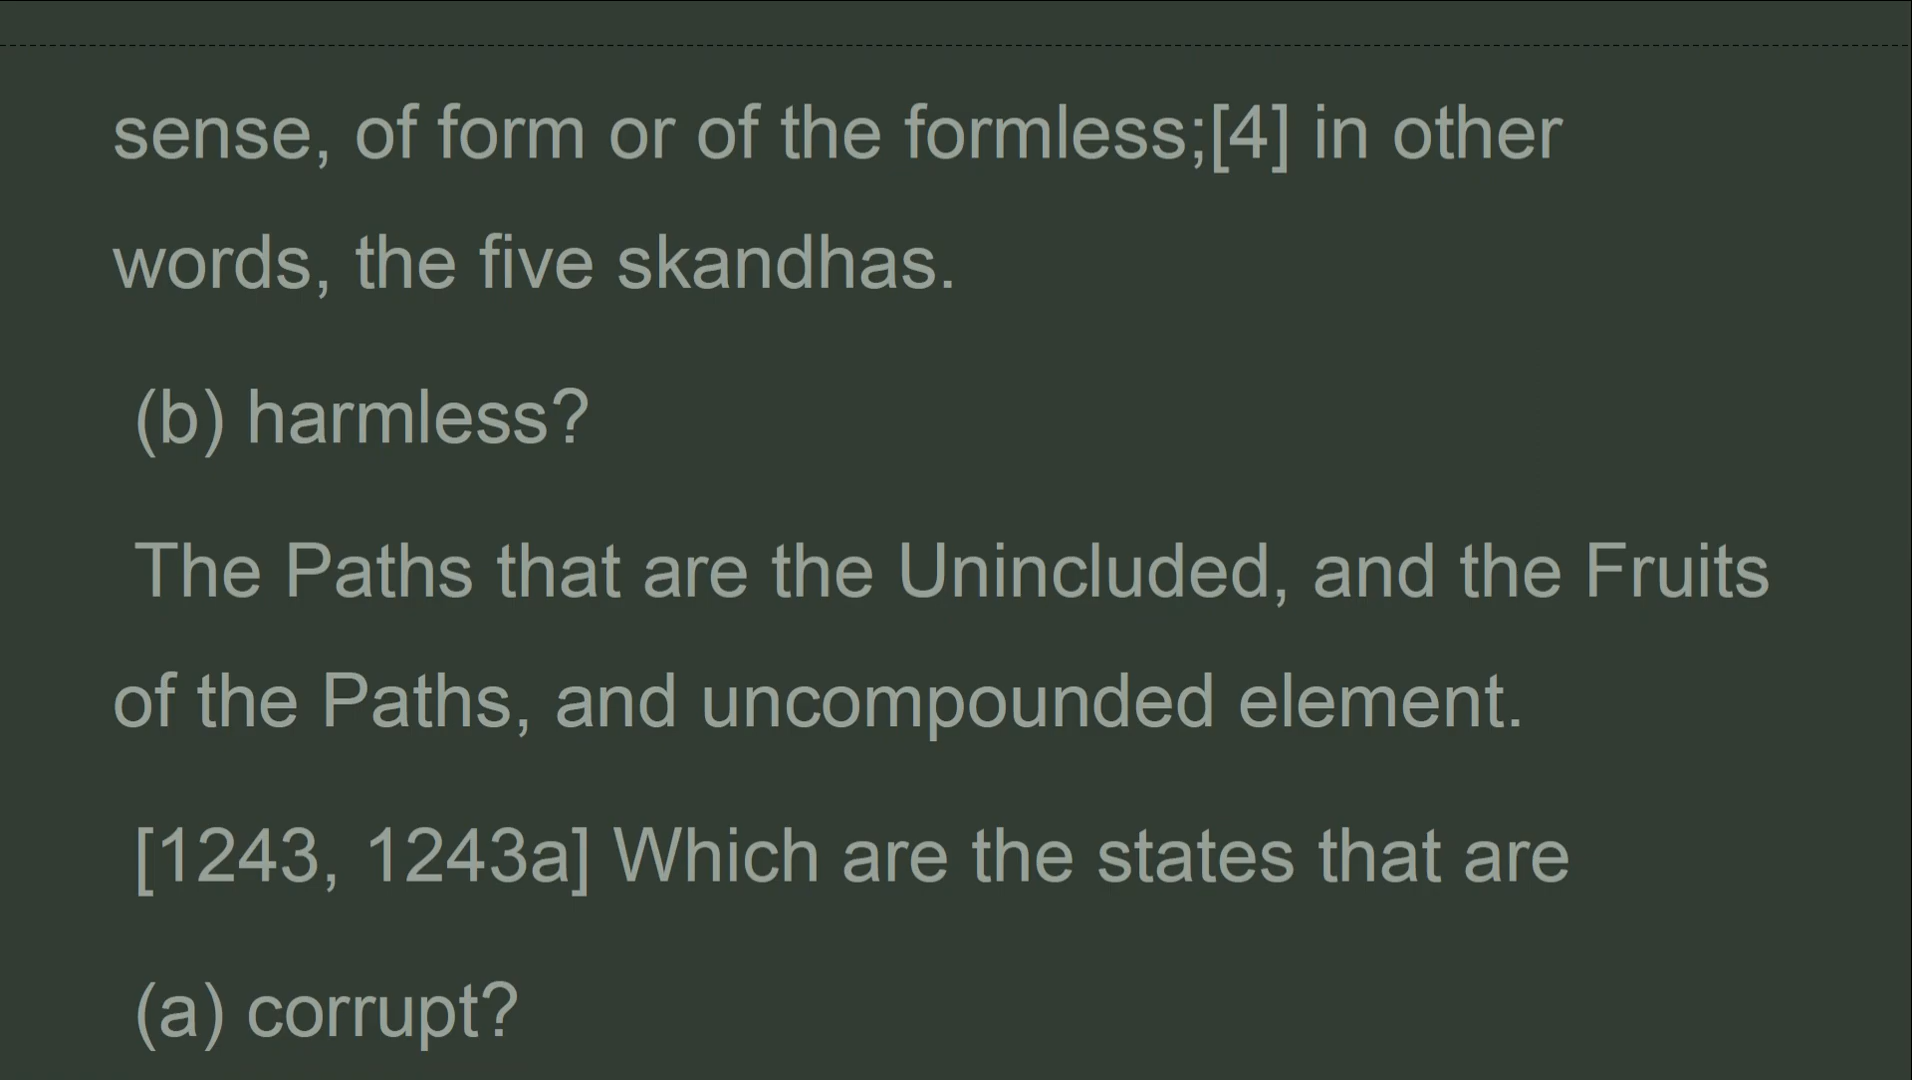 sense, of form or of the formless;[4] in other
words, the five skandhas.
(b) harmless?
The Paths that are the Unincluded, and the Fruits
of the Paths, and uncompounded element.
[1243, 1243a] Which are the states that are
(a) corrupt?